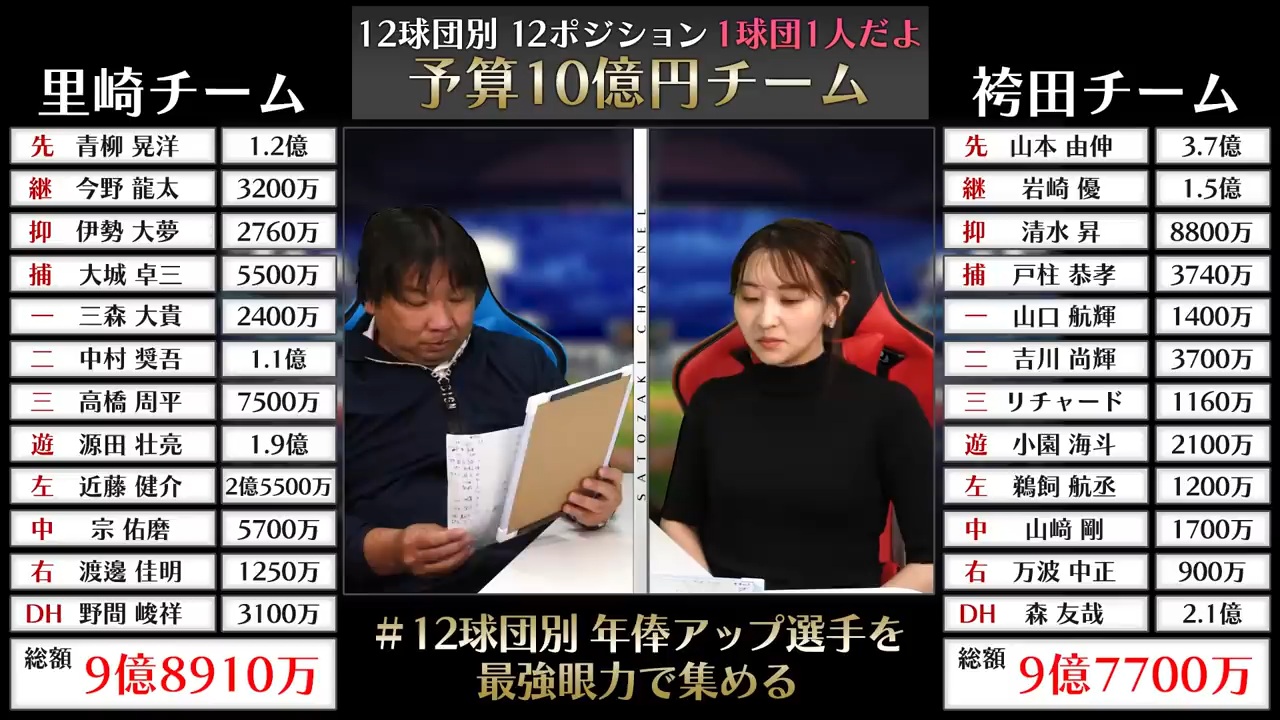 12球団別 12ポジション 1球団1人だよ
予算10億円チーム
里崎チーム
先 青柳 晃洋 1.2億
継 今野 龍太 3200万
抑 伊勢 大夢 2760万
捕 大城 卓三 5500万
一 三森 大貴 2400万
二 中村 奨吾 1.1億
三 高橋 周平 7500万
遊 源田 壮亮 1.9億
左 近藤 健介 2億5500万
中 宗 佑磨 5700万
右 渡邊 佳明 1250万
DH 野間 峻祥 3100万
総額 9億8910万
SATOZAKI CHANNEL
袴田チーム
先 山本 由伸 3.7億
継 岩崎 優 1.5億
抑 清水 昇 8800万
捕 戸柱 恭孝 3740万
一 山口 航輝 1400万
二 吉川 尚輝 3700万
三 リチャード 1160万
遊 小園 海斗 2100万
左 鵜飼 航丞 1200万
中 山﨑 剛 1700万
右 万波 中正 900万
DH 森 友哉 2.1億
総額 9億7700万
#12球団別 年俸アップ選手を
最強眼力で集める